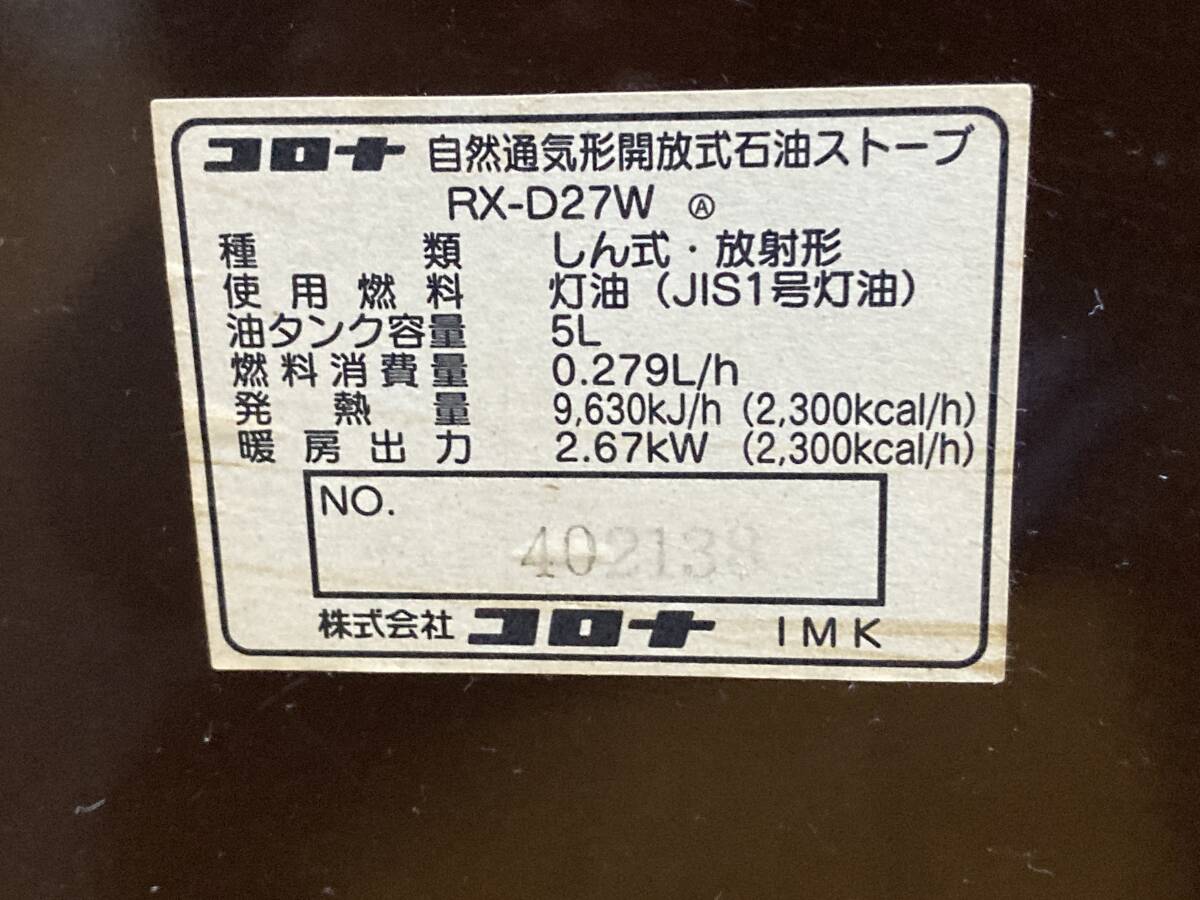 コロナ 自然通気形開放式石油ストーブ
RX-D27W Ⓐ
種類 しん式・放射形
使用燃料 灯油（JIS1号灯油）
油タンク容量 5L
燃料消費量 0.279L/h
発熱量 9,630kJ/h (2,300kcal/h)
暖房出力 2.67kW (2,300kcal/h)
NO.
402138
株式会社 コロナ IMK